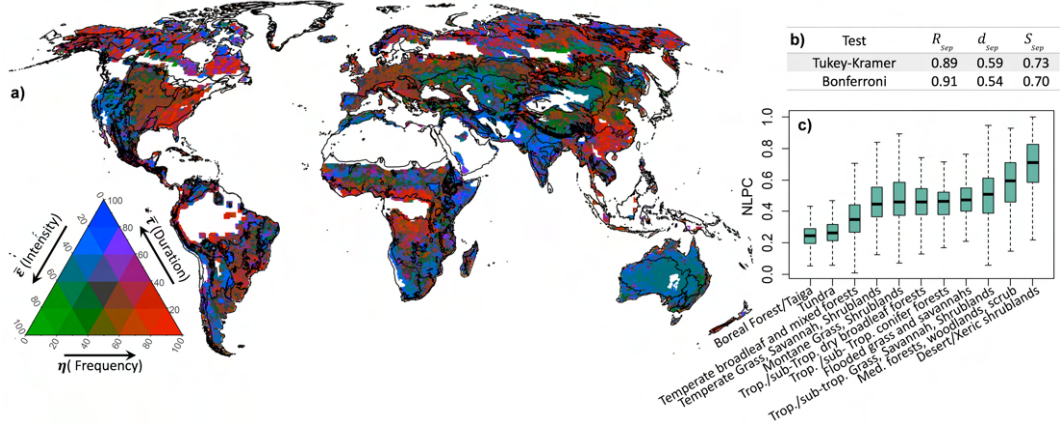 a)
ε̄ (Intensity)
τ̄ (Duration)
η( Frequency)
100
80
60
40
20
20
40
60
80
100
20
40
60
80
100
b)
Test R_Sep d_Sep S_Sep
Tukey-Kramer 0.89 0.59 0.73
Bonferroni 0.91 0.54 0.70
c)
NLPC
1.0
0.8
0.6
0.4
0.2
0.0
Boreal Forest/Taiga
Tundra
Temperate broadleaf and mixed forests
Temperate Grass, Savannah, Shrublands
Montane Grass, Shrublands
Trop./sub-Trop. dry broadleaf forests
Trop. /sub- Trop. conifer forests
Flooded grass and savannahs
Trop./sub-trop. Grass, Savannah, Shrublands
Med. forests, woodlands, scrub
Desert/Xeric shrublands